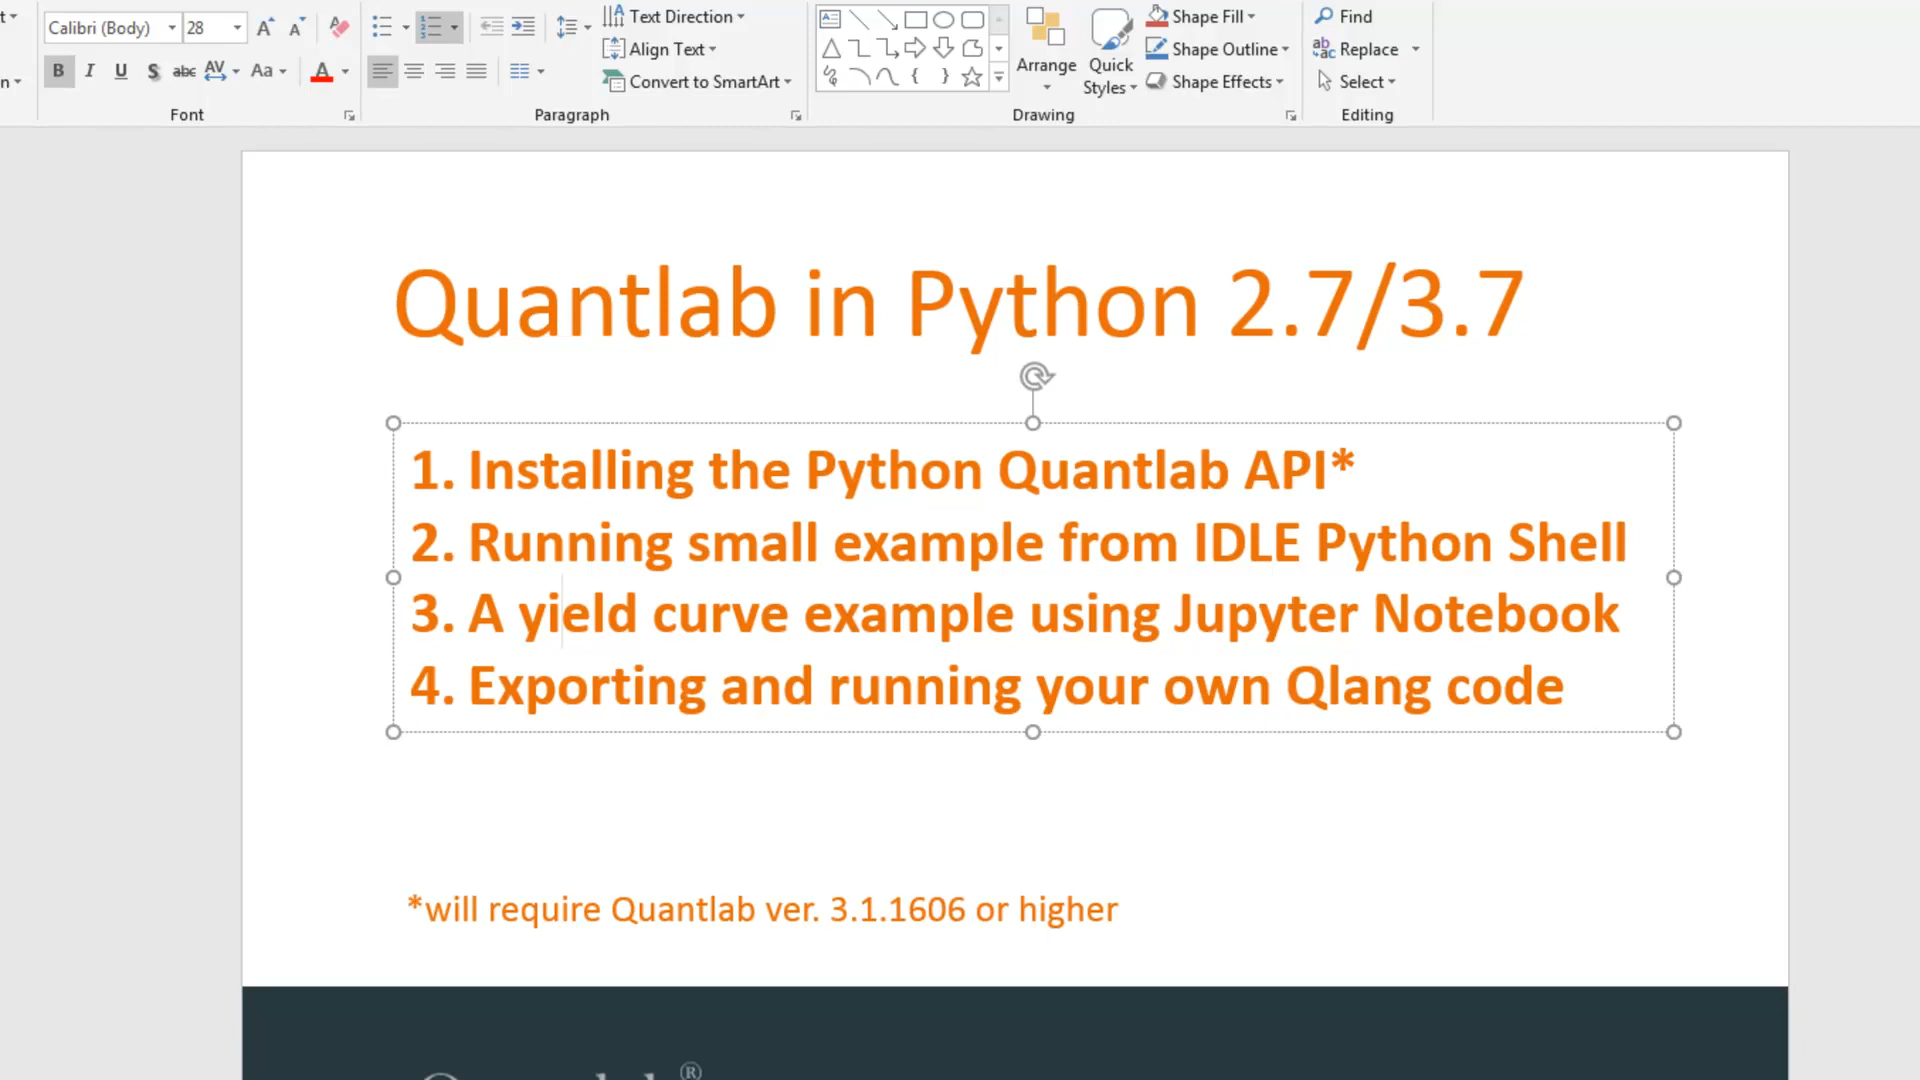 Calibri (Body) 28
Text Direction
Align Text
Convert to SmartArt
B I U S abc AV Aa A
Font
Paragraph
Arrange
Quick Styles
Drawing
Shape Fill
Shape Outline
Shape Effects
Find
Replace
Select
Editing
Quantlab in Python 2.7/3.7
1. Installing the Python Quantlab API*
2. Running small example from IDLE Python Shell
3. A yield curve example using Jupyter Notebook
4. Exporting and running your own Qlang code
*will require Quantlab ver. 3.1.1606 or higher